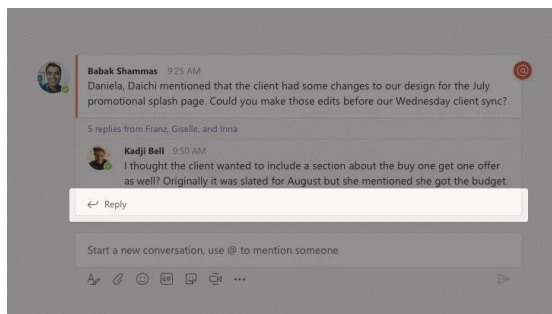 Babak Shammas 9:25 AM
@
Daniela, Daichi mentioned that the client had some changes to our design for the July
promotional splash page. Could you make those edits before our Wednesday client sync?
5 replies from Franz, Giselle, and Inna
Kadji Bell 9:50 AM
I thought the client wanted to include a section about the buy one get one offer
as well? Originally it was slated for August but she mentioned she got the budget.
Reply
Start a new conversation, use @ to mention someone
GIF